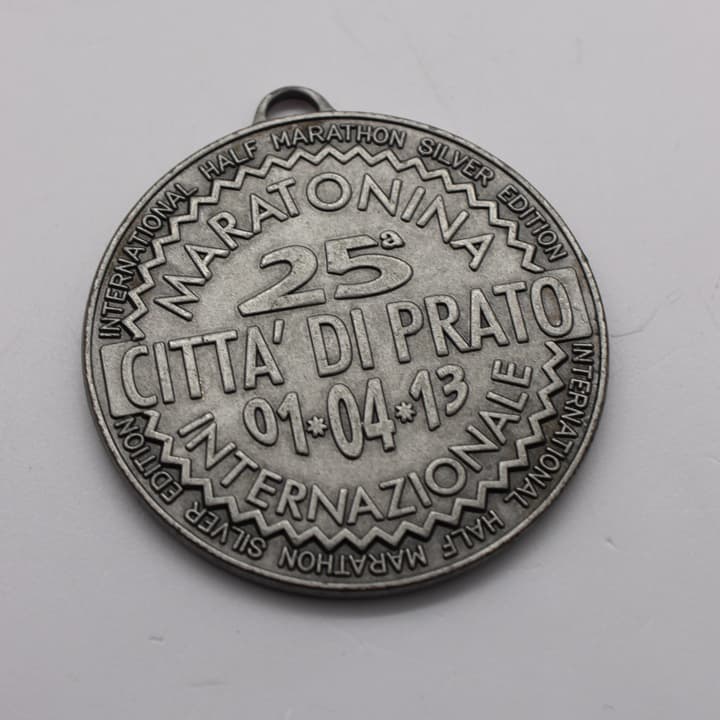 INTERNATIONAL HALF MARATHON SILVER EDITION
MARATONINA
25ª
CITTA' DI PRATO
01*04*13
INTERNAZIONALE
INTERNATIONAL HALF MARATHON SILVER EDITION